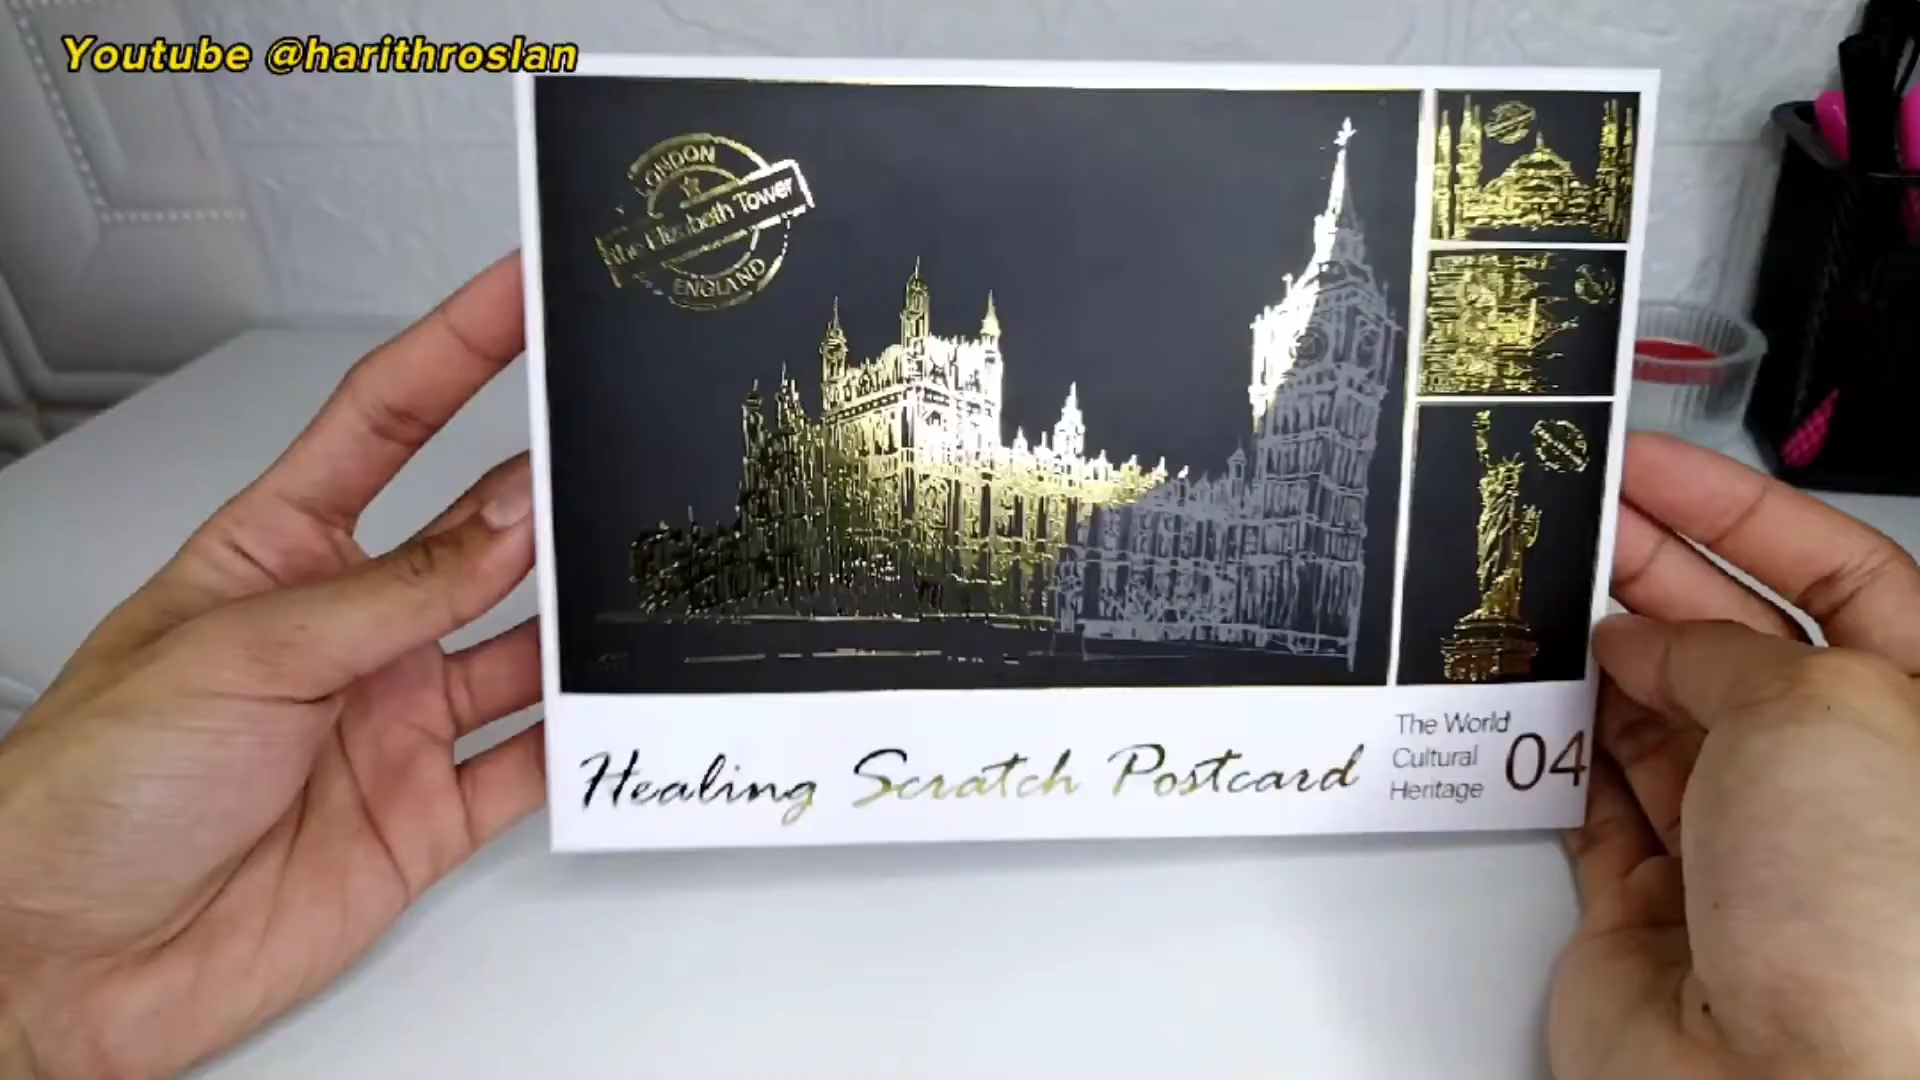 Youtube @harithroslan
LONDON
The Elizabeth Tower
ENGLAND
Healing Scratch Postcard
The World
Cultural
Heritage
04